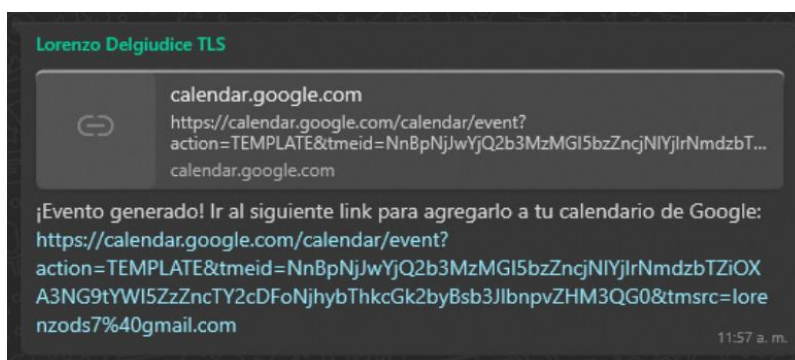 Lorenzo Delgiudice TLS
calendar.google.com
https://calendar.google.com/calendar/event?
action=TEMPLATE&tmeid=NnBpNjJwYjQ2b3MzMGI5bzZncjNlYjlrNmdzbT...
calendar.google.com
¡Evento generado! Ir al siguiente link para agregarlo a tu calendario de Google:
https://calendar.google.com/calendar/event?
action=TEMPLATE&tmeid=NnBpNjJwYjQ2b3MzMGI5bzZncjNlYjlrNmdzbTZiOX
A3NG9tYWI5ZzZncTY2cDFoNjhybThkcGk2byBsb3JlbnpvZHM3QG0&tmsrc=lore
nzods7%40gmail.com
11:57 a. m.